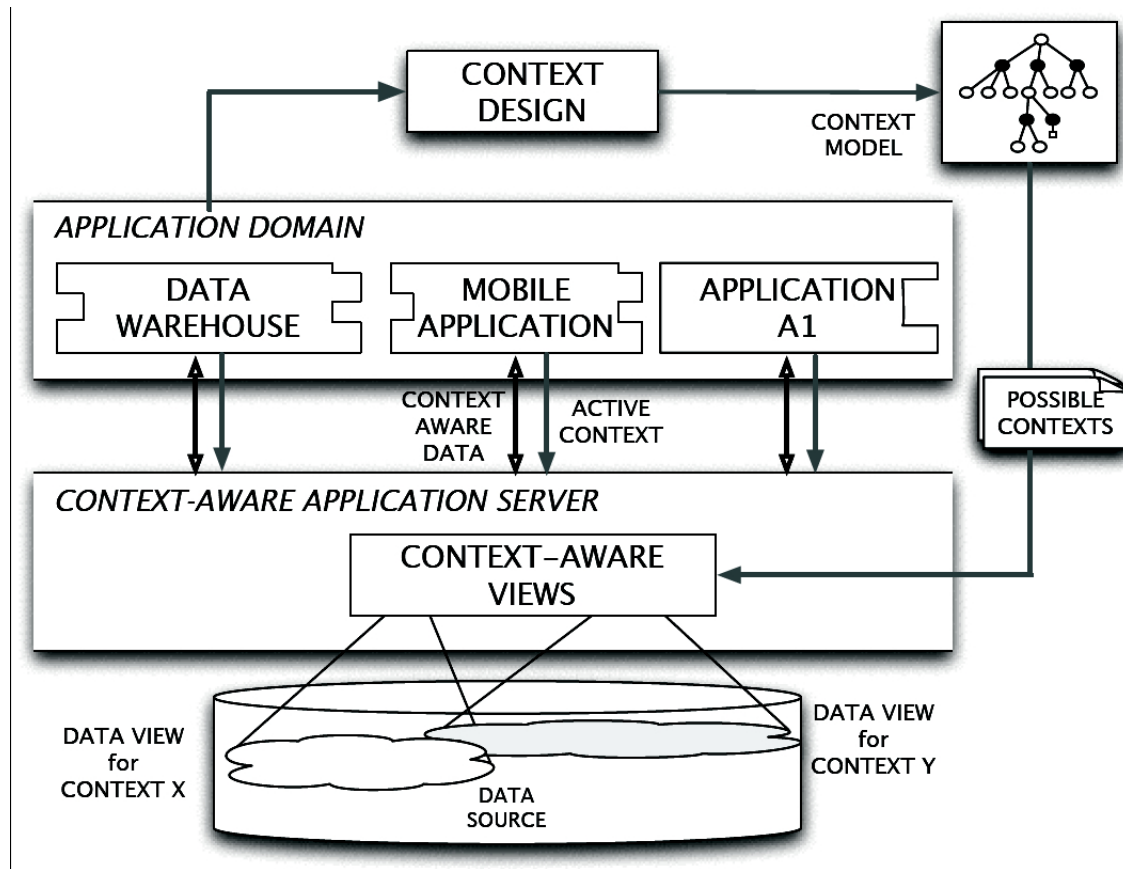 CONTEXT
DESIGN
CONTEXT
MODEL
APPLICATION DOMAIN
DATA
WAREHOUSE
MOBILE
APPLICATION
APPLICATION
A1
CONTEXT
AWARE
DATA
ACTIVE
CONTEXT
POSSIBLE
CONTEXTS
CONTEXT-AWARE APPLICATION SERVER
CONTEXT-AWARE
VIEWS
DATA VIEW
for
CONTEXT X
DATA
SOURCE
DATA VIEW
for
CONTEXT Y